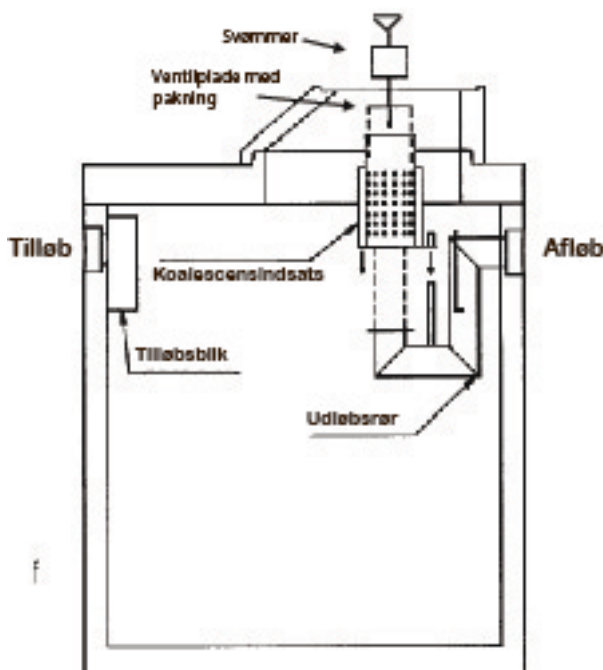 Svømmer
Ventilplade med
pakning
Tilløb
Afløb
Koalescensindsats
Tilløbsblik
Udløbsrør
f